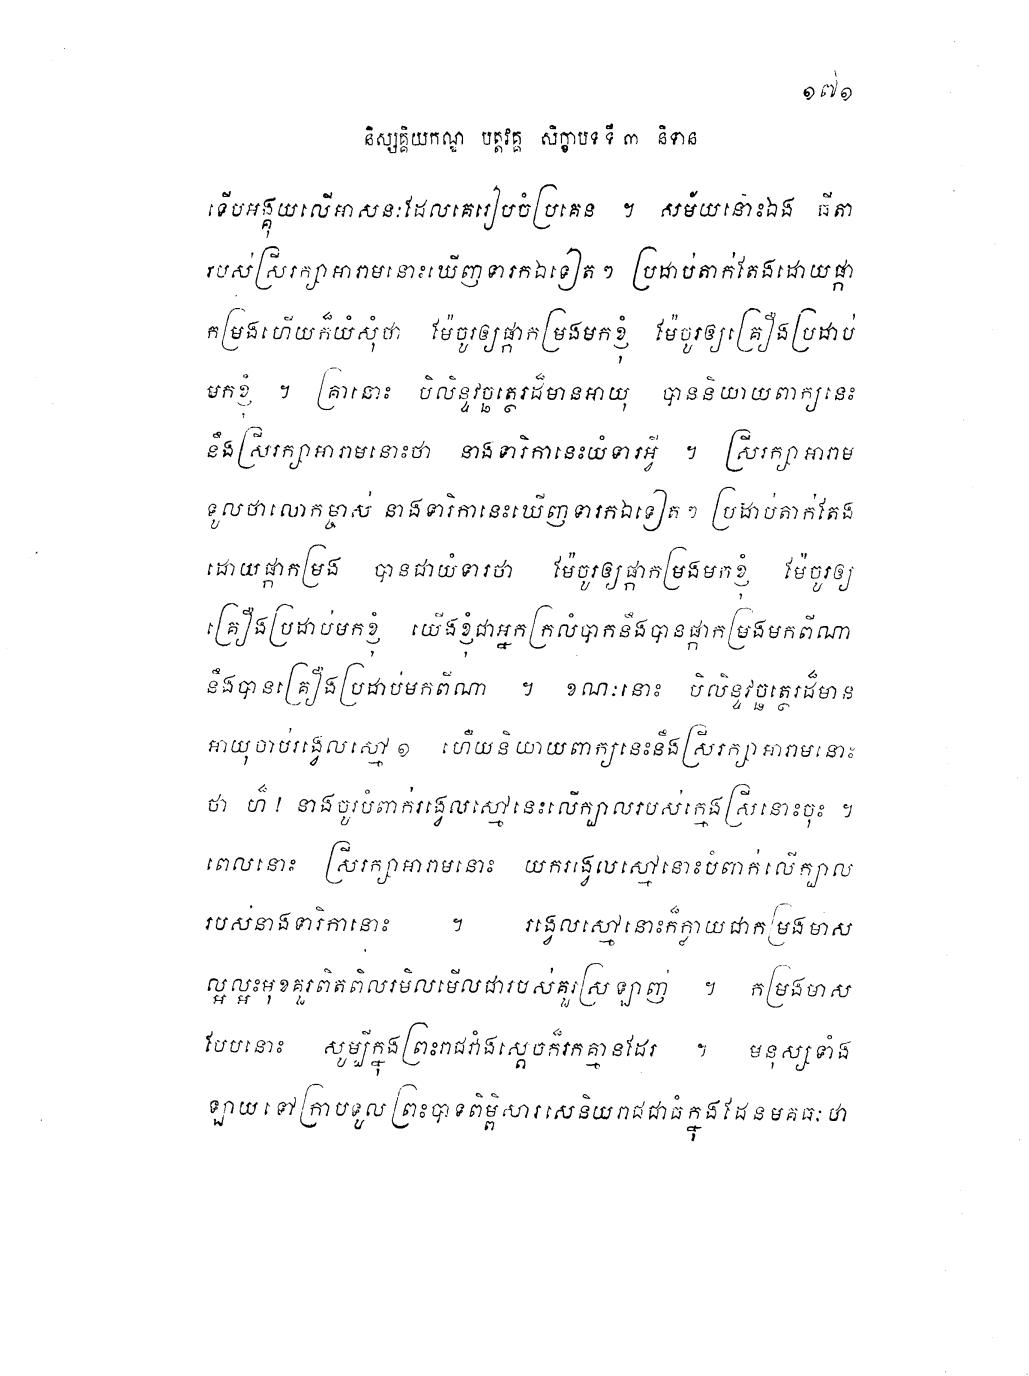 ១៧១
និស្សគ្គិយកណ្ឌ បត្តវគ្គ សិក្ខាបទទី ៣ និទាន
ទើបអង្គុយលើអាសនៈដែលគេរៀបចំប្រគេន ។ សម័យនោះឯង ធីតា
របស់ស្រីរក្សាអារាមនោះឃើញទារកឯទៀតៗ ប្រដាប់តាក់តែងដោយផ្កា
កម្រងហើយក៏យំសុំថា ម៉ែចូរឲ្យផ្កាកម្រងមកខ្ញុំ ម៉ែចូរឲ្យគ្រឿងប្រដាប់
មកខ្ញុំ ។ គ្រានោះ បិលិន្ទវច្ឆត្ថេរដ៏មានអាយុ បាននិយាយពាក្យនេះ
នឹងស្រីរក្សាអារាមនោះថា នាងទារិកានេះយំទារអ្វី ។ ស្រីរក្សាអារាម
ទូលថាលោកម្ចាស់ នាងទារិកានេះឃើញទារកឯទៀតៗ ប្រដាប់តាក់តែង
ដោយផ្កាកម្រង បានជាយំទារថា ម៉ែចូរឲ្យផ្កាកម្រងមកខ្ញុំ ម៉ែចូរឲ្យ
គ្រឿងប្រដាប់មកខ្ញុំ យើងខ្ញុំជាអ្នកក្រលំបាកនឹងបានផ្កាកម្រងមកពីណា
នឹងបានគ្រឿងប្រដាប់មកពីណា ។ ខណៈនោះ បិលិន្ទវច្ឆត្ថេរដ៏មាន
អាយុចាប់រង្វេលស្មៅ ១ ហើយនិយាយពាក្យនេះនឹងស្រីរក្សាអារាមនោះ
ថា ហ៏ ! នាងចូរបំពាក់រង្វេលស្មៅនេះលើក្បាលរបស់ក្មេងស្រីនោះចុះ ។
ពេលនោះ ស្រីរក្សាអារាមនោះ យករង្វេលស្មៅនោះបំពាក់លើក្បាល
របស់នាងទារិកានោះ ។ រង្វេលស្មៅនោះក៏ក្លាយជាកម្រងមាស
ល្អល្អះមុខគួរពិតពិលរមិលមើលជារបស់គួរស្រឡាញ់ ។ កម្រងមាស
បែបនោះ សូម្បីក្នុងព្រះរាជវាំងស្តេចក៏រកគ្មានដែរ ។ មនុស្សទាំង
ឡាយទៅក្រាបទូលព្រះបាទពិម្ពិសារសេនិយរាជជាធំក្នុងដែនមគធៈថា